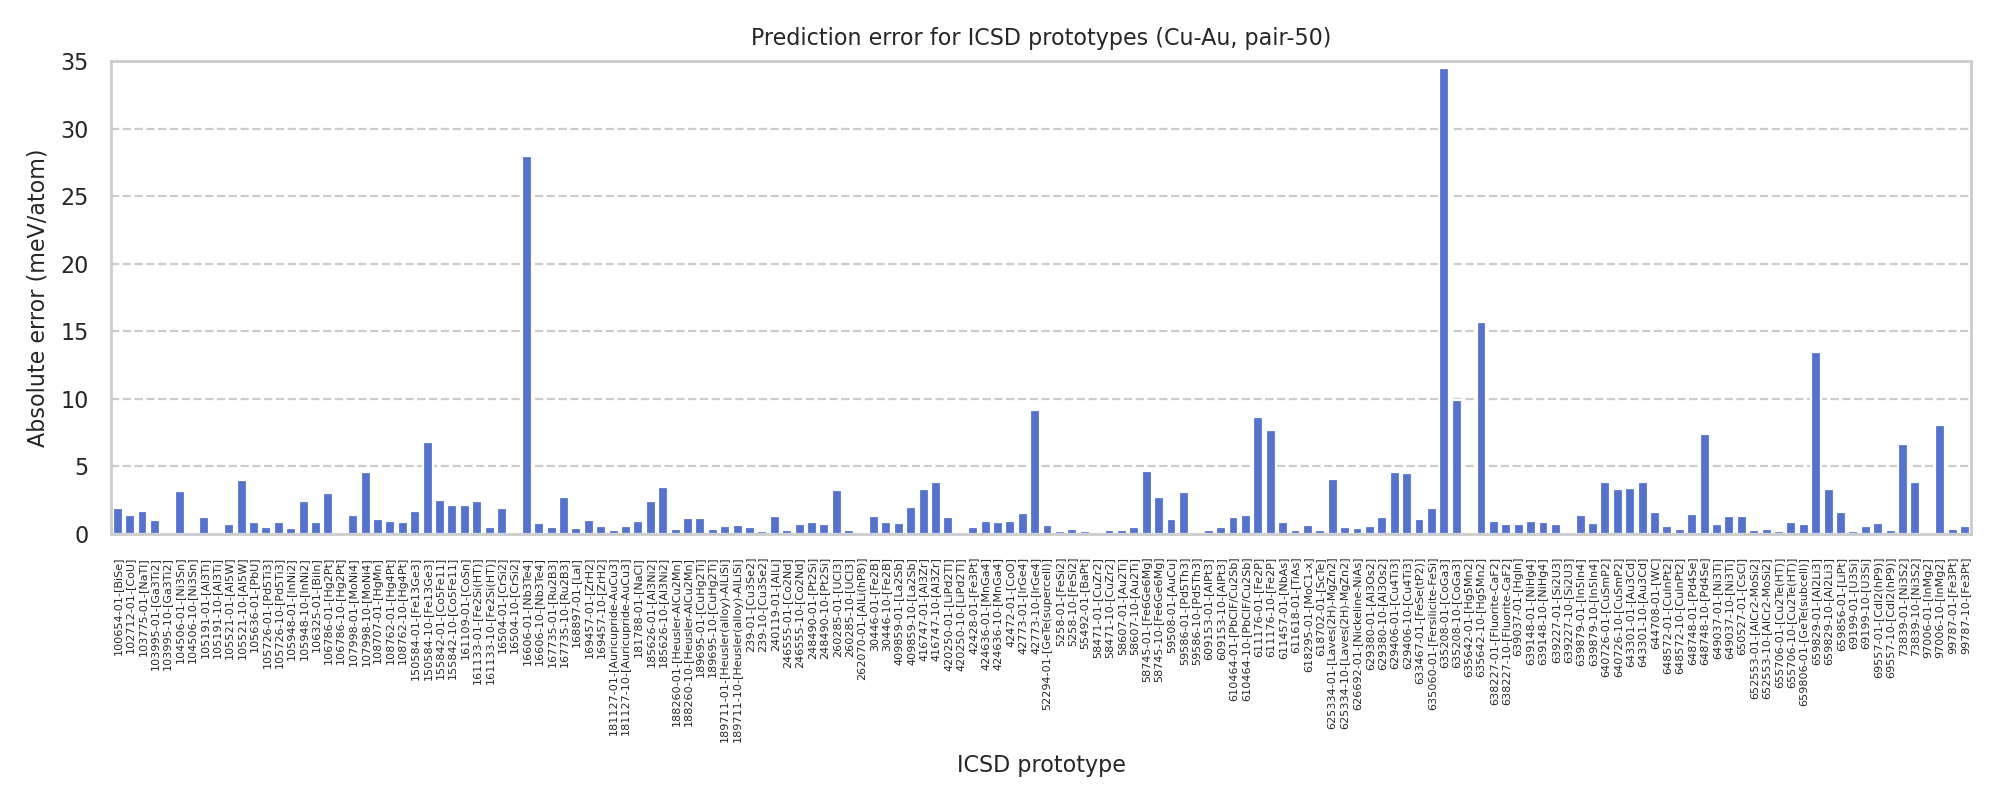 Prediction error for ICSD prototypes (Cu-Au, pair-50)
Absolute error (meV/atom)
35
30
25
20
15
10
5
0
100654-01-[BiSe]
102712-01-[CoU]
103775-01-[NaTl]
103995-01-[Ga3Ti2]
103995-10-[Ga3Ti2]
104506-01-[Ni3Sn]
104506-10-[Ni3Sn]
105191-01-[Al3Ti]
105191-10-[Al3Ti]
105521-01-[Al5W]
105521-10-[Al5W]
105636-01-[PbU]
105726-01-[Pd5Ti3]
105726-10-[Pd5Ti3]
105948-01-[InNi2]
105948-10-[InNi2]
106325-01-[BiIn]
106786-01-[Hg2Pt]
106786-10-[Hg2Pt]
107998-01-[MoNi4]
107998-10-[MoNi4]
108707-01-[HgMn]
108762-01-[Hg4Pt]
108762-10-[Hg4Pt]
150584-01-[Fe13Ge3]
150584-10-[Fe13Ge3]
155842-01-[Co5Fe11]
155842-10-[Co5Fe11]
161109-01-[CoSn]
161133-01-[Fe2Si(HT)]
161133-10-[Fe2Si(HT)]
16504-01-[CrSi2]
16504-10-[CrSi2]
16606-01-[Nb3Te4]
16606-10-[Nb3Te4]
167735-01-[Ru2B3]
167735-10-[Ru2B3]
168897-01-[LaI]
169457-01-[ZrH2]
169457-10-[ZrH2]
181127-01-[Auricupride-AuCu3]
181127-10-[Auricupride-AuCu3]
181788-01-[NaCl]
185626-01-[Al3Ni2]
185626-10-[Al3Ni2]
188260-01-[Heusler-AlCu2Mn]
188260-10-[Heusler-AlCu2Mn]
189695-01-[CuHg2Ti]
189695-10-[CuHg2Ti]
189711-01-[Heusler(alloy)-AlLiSi]
189711-10-[Heusler(alloy)-AlLiSi]
239-01-[Cu3Se2]
239-10-[Cu3Se2]
240119-01-[AlLi]
246555-01-[Co2Nd]
246555-10-[Co2Nd]
248490-01-[Pt2Si]
248490-10-[Pt2Si]
260285-01-[UCl3]
260285-10-[UCl3]
262070-01-[AlLi(hP8)]
30446-01-[Fe2B]
30446-10-[Fe2B]
409859-01-[La2Sb]
409859-10-[La2Sb]
416747-01-[Al3Zr]
416747-10-[Al3Zr]
420250-01-[LiPd2Tl]
420250-10-[LiPd2Tl]
42428-01-[Fe3Pt]
424636-01-[MnGa4]
424636-10-[MnGa4]
42472-01-[CoO]
42773-01-[IrGe4]
42773-10-[IrGe4]
52294-01-[GeTe(supercell)]
5258-01-[FeSi2]
5258-10-[FeSi2]
55492-01-[BaPt]
58471-01-[CuZr2]
58471-10-[CuZr2]
58607-01-[Au2Ti]
58607-10-[Au2Ti]
58745-01-[Fe6Ge6Mg]
58745-10-[Fe6Ge6Mg]
59508-01-[AuCu]
59586-01-[Pd5Th3]
59586-10-[Pd5Th3]
609153-01-[AlPt3]
609153-10-[AlPt3]
610464-01-[PbClF/Cu2Sb]
610464-10-[PbClF/Cu2Sb]
611176-01-[Fe2P]
611176-10-[Fe2P]
611457-01-[NbAs]
611618-01-[TiAs]
618295-01-[MoC1-x]
618702-01-[ScTe]
625334-01-[Laves(2H)-MgZn2]
625334-10-[Laves(2H)-MgZn2]
626692-01-[Nickeline-NiAs]
629380-01-[Al3Os2]
629380-10-[Al3Os2]
629406-01-[Cu4Ti3]
629406-10-[Cu4Ti3]
633467-01-[FeSe(tP2)]
635060-01-[Fersilicite-FeSi]
635208-01-[CoGa3]
635208-10-[CoGa3]
635642-01-[Hg5Mn2]
635642-10-[Hg5Mn2]
638227-01-[Fluorite-CaF2]
638227-10-[Fluorite-CaF2]
639037-01-[HgIn]
639148-01-[NiHg4]
639148-10-[NiHg4]
639227-01-[Si2U3]
639227-10-[Si2U3]
639879-01-[In5In4]
639879-10-[In5In4]
640726-01-[CuSmP2]
640726-10-[CuSmP2]
643301-01-[Au3Cd]
643301-10-[Au3Cd]
644708-01-[WC]
648572-01-[CuInPt2]
648572-10-[CuInPt2]
648748-01-[Pd4Se]
648748-10-[Pd4Se]
649037-01-[Ni3Ti]
649037-10-[Ni3Ti]
650527-01-[CsCl]
652553-01-[AlCr2-MoSi2]
652553-10-[AlCr2-MoSi2]
655706-01-[Cu2Te(HT)]
655706-10-[Cu2Te(HT)]
659806-01-[GeTe(subcell)]
659829-01-[Al2Li3]
659829-10-[Al2Li3]
659856-01-[LiPt]
69199-01-[U3Si]
69199-10-[U3Si]
69557-01-[CdI2(hP9)]
69557-10-[CdI2(hP9)]
73839-01-[Ni3S2]
73839-10-[Ni3S2]
97006-01-[InMg2]
97006-10-[InMg2]
99787-01-[Fe3Pt]
99787-10-[Fe3Pt]
ICSD prototype